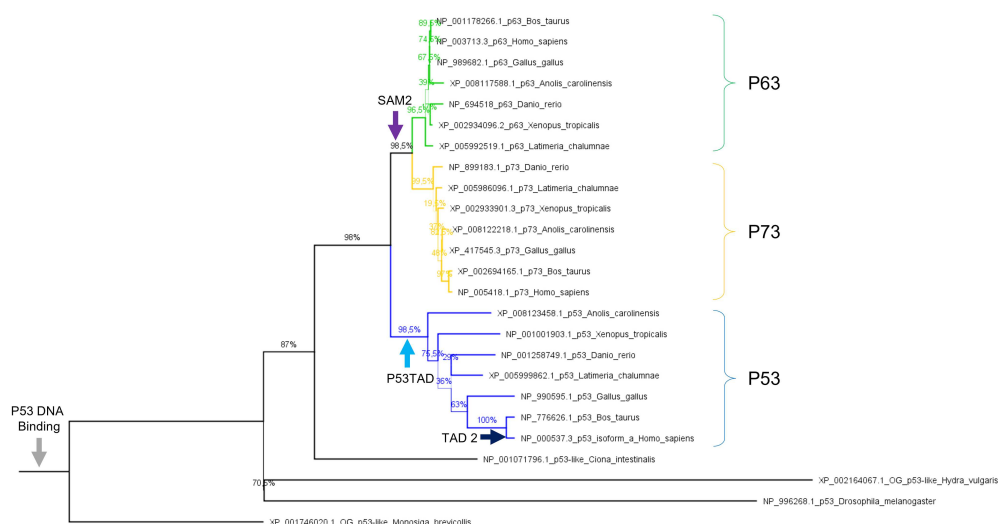 89,5%
NP_001178266.1_p63_Bos_taurus
74,5%
NP_003713.3_p63_Homo_sapiens
67,5%
NP_989682.1_p63_Gallus_gallus
39%
XP_008117588.1_p63_Anolis_carolinensis
P63
SAM2
NP_694518_p63_Danio_rerio
96,5%
XP_002934096.2_p63_Xenopus_tropicalis
98,5%
XP_005992519.1_p63_Latimeria_chalumnae
NP_899183.1_p73_Danio_rerio
99,5%
XP_005986096.1_p73_Latimeria_chalumnae
XP_002933901.3_p73_Xenopus_tropicalis
XP_008122218.1_p73_Anolis_carolinensis
P73
98%
XP_417545.3_p73_Gallus_gallus
XP_002694165.1_p73_Bos_taurus
NP_005418.1_p73_Homo_sapiens
XP_008123458.1_p53_Anolis_carolinensis
98,5%
NP_001001903.1_p53_Xenopus_tropicalis
87%
75,5%
29%
NP_001258749.1_p53_Danio_rerio
P53TAD
XP_005999862.1_p53_Latimeria_chalumnae
P53
36%
NP_990595.1_p53_Gallus_gallus
63%
P53 DNA
Binding
100%
NP_776626.1_p53_Bos_taurus
TAD 2
NP_000537.3_p53_isoform_a_Homo_sapiens
NP_001071796.1_p53-like_Ciona_intestinalis
70,5%
XP_002164067.1_OG_p53-like_Hydra_vulgaris
NP_996268.1_p53_Drosophila_melanogaster
XP_001746020.1_OG_p53-like_Monosiga_brevicollis